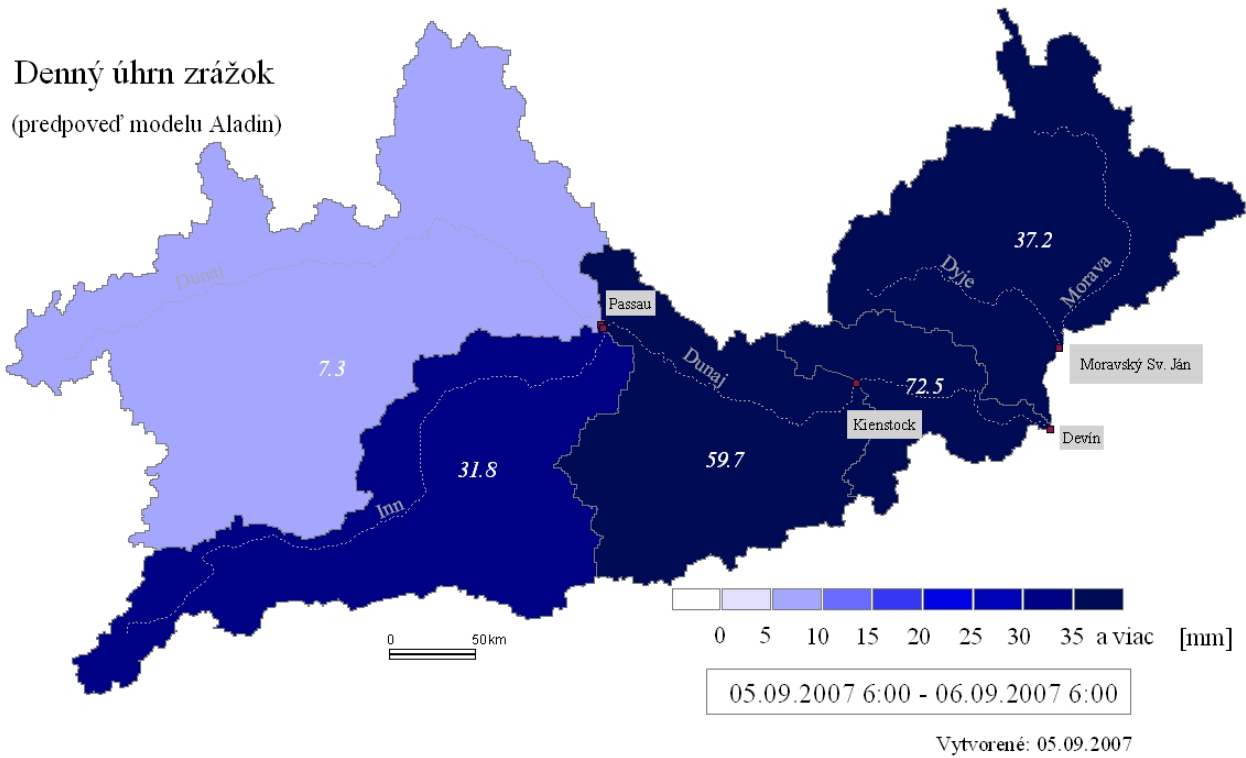 Denný úhrn zrážok
(predpoveď modelu Aladin)
37.2
Dunaj
Dyje
Morava
Passau
Moravský Sv. Ján
7.3
Dunaj
72.5
Kienstock
Devín
31.8
59.7
Inn
0 50 km
0 5 10 15 20 25 30 35 a viac [mm]
05.09.2007 6:00 - 06.09.2007 6:00
Vytvorené: 05.09.2007